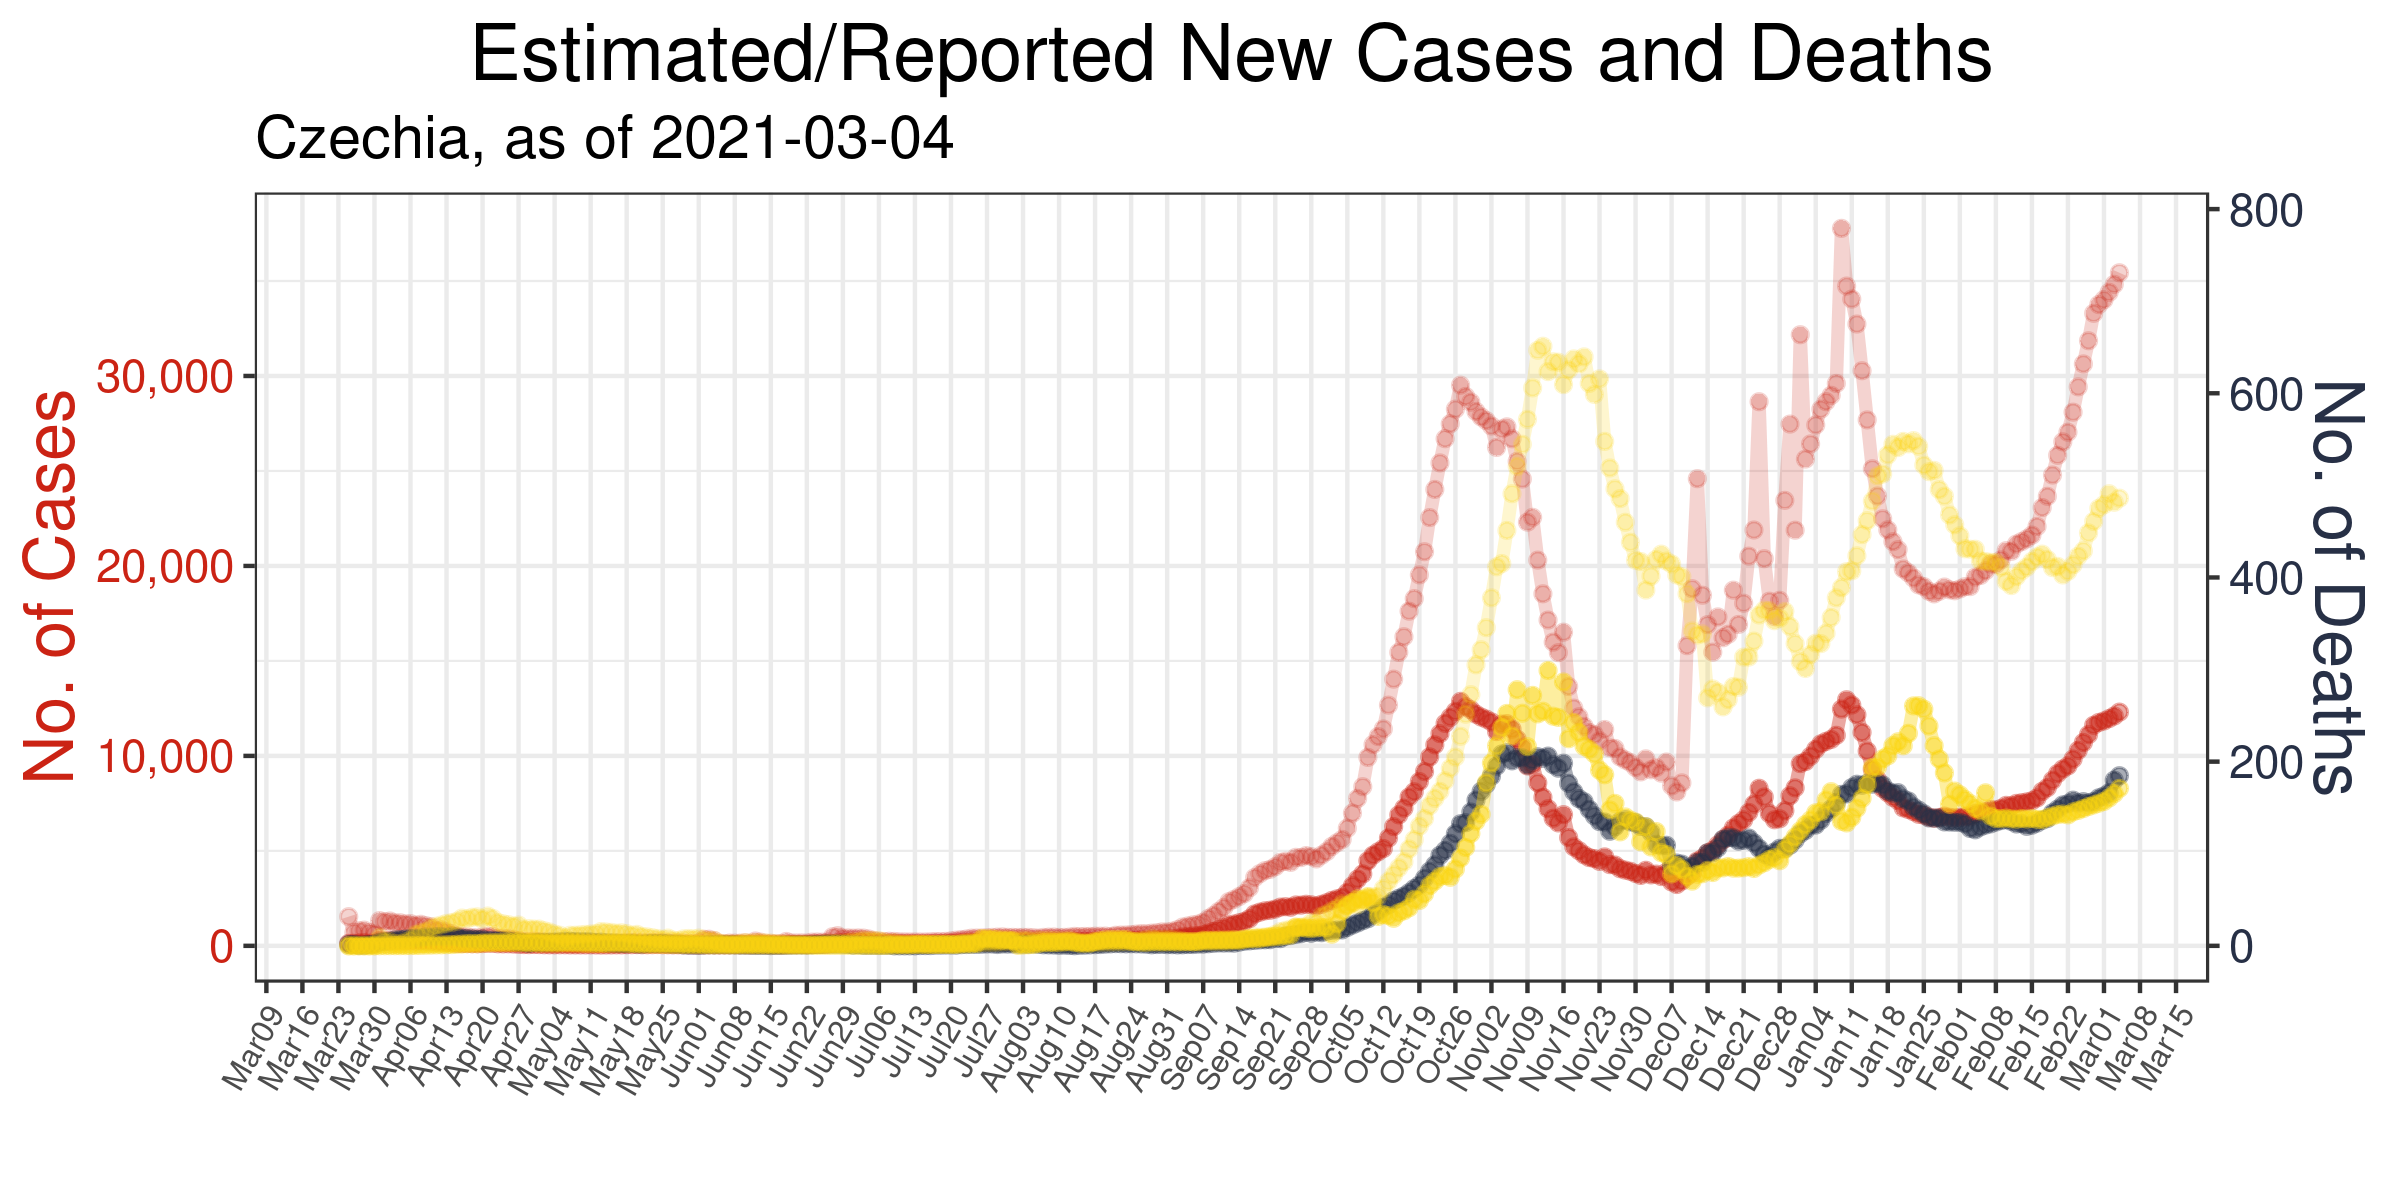 Estimated/Reported New Cases and Deaths
Czechia, as of 2021-03-04
No. of Cases
30,000
20,000
10,000
0
800
600
400
200
0
No. of Deaths
Mar09 Mar16 Mar23 Mar30 Apr06 Apr13 Apr20 Apr27 May04 May11 May18 May25 Jun01 Jun08 Jun15 Jun22 Jun29 Jul06 Jul13 Jul20 Jul27 Aug03 Aug10 Aug17 Aug24 Aug31 Sep07 Sep14 Sep21 Sep28 Oct05 Oct12 Oct19 Oct26 Nov02 Nov09 Nov16 Nov23 Nov30 Dec07 Dec14 Dec21 Dec28 Jan04 Jan11 Jan18 Jan25 Feb01 Feb08 Feb15 Feb22 Mar01 Mar08 Mar15